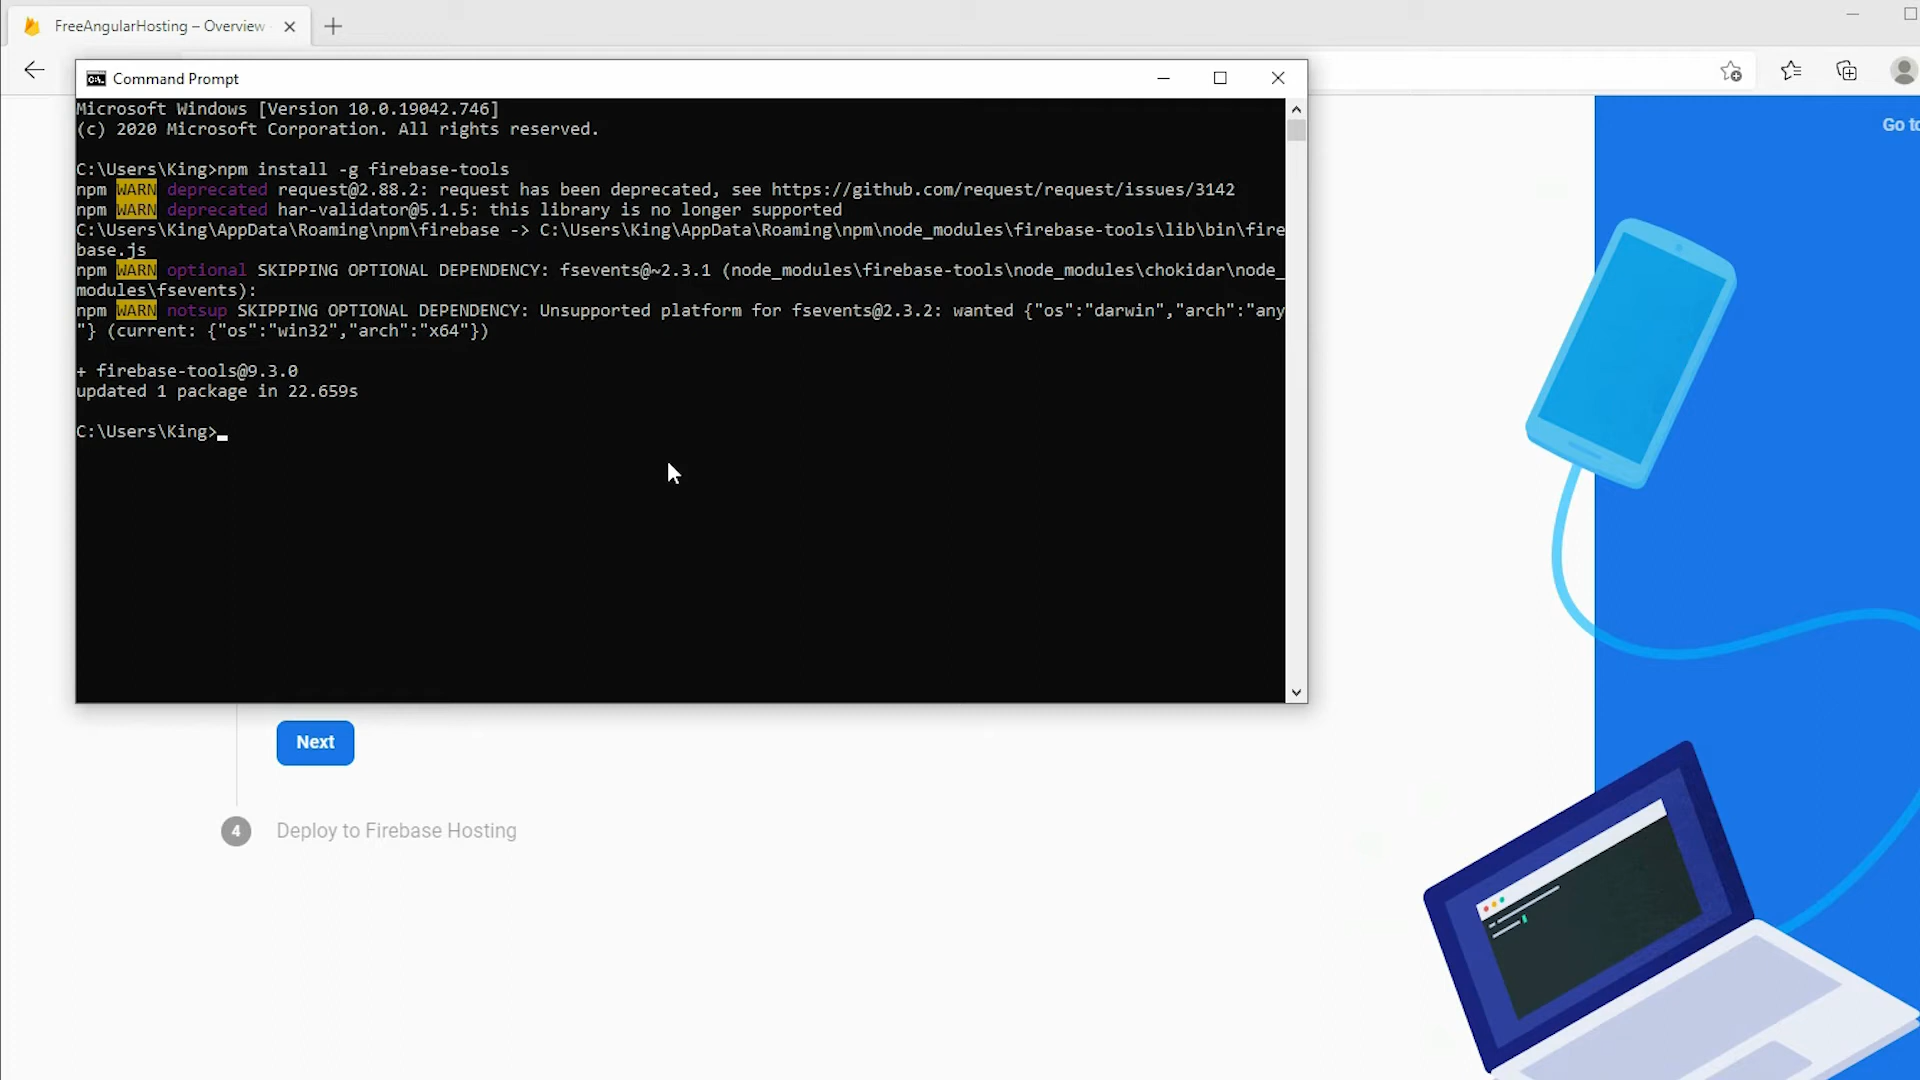 FreeAngularHosting – Overview
Command Prompt
Microsoft Windows [Version 10.0.19042.746]
(c) 2020 Microsoft Corporation. All rights reserved.
C:\Users\King>npm install -g firebase-tools
npm WARN deprecated request@2.88.2: request has been deprecated, see https://github.com/request/request/issues/3142
npm WARN deprecated har-validator@5.1.5: this library is no longer supported
C:\Users\King\AppData\Roaming\npm\firebase -> C:\Users\King\AppData\Roaming\npm\node_modules\firebase-tools\lib\bin\fire
base.js
npm WARN optional SKIPPING OPTIONAL DEPENDENCY: fsevents@~2.3.1 (node_modules\firebase-tools\node_modules\chokidar\node_
modules\fsevents):
npm WARN notsup SKIPPING OPTIONAL DEPENDENCY: Unsupported platform for fsevents@2.3.2: wanted {"os":"darwin","arch":"any
"} (current: {"os":"win32","arch":"x64"})
+ firebase-tools@9.3.0
updated 1 package in 22.659s
C:\Users\King>
Go to
Next
4 Deploy to Firebase Hosting